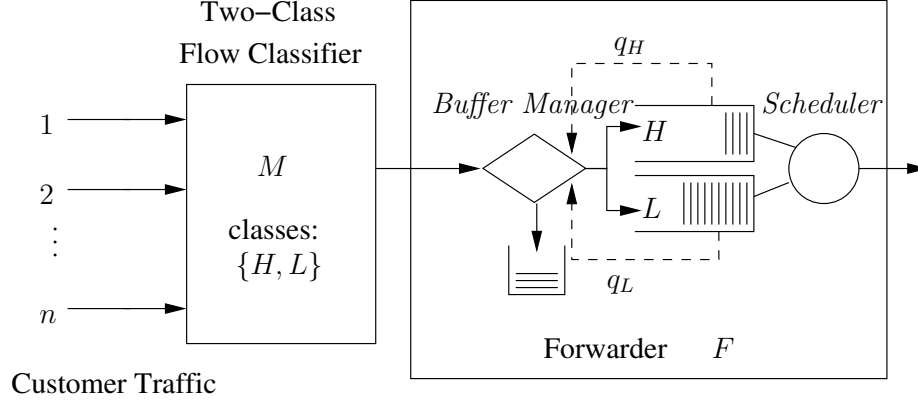 Two−Class
Flow Classifier
q_H
Buffer Manager
Scheduler
1
H
M
2
L
⋮
classes:
{H, L}
q_L
n
Forwarder F
Customer Traffic